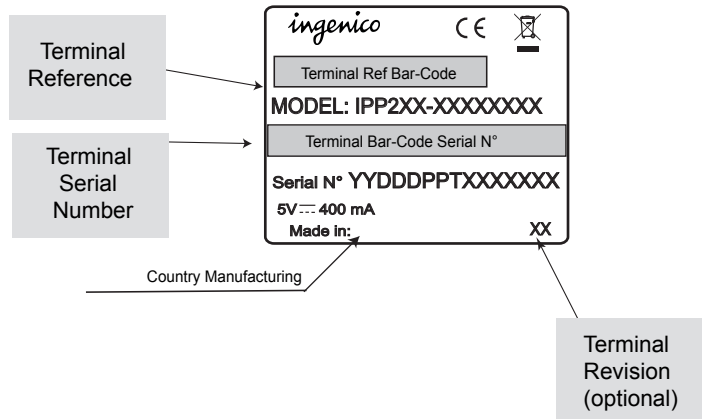 ingenico CE
Terminal
Reference
Terminal Ref Bar-Code
MODEL: IPP2XX-XXXXXXXX
Terminal Bar-Code Serial N°
Terminal
Serial
Number
Serial N° YYDDDPPTXXXXXXX
5V⎓400 mA
Made in: XX
Country Manufacturing
Terminal
Revision
(optional)